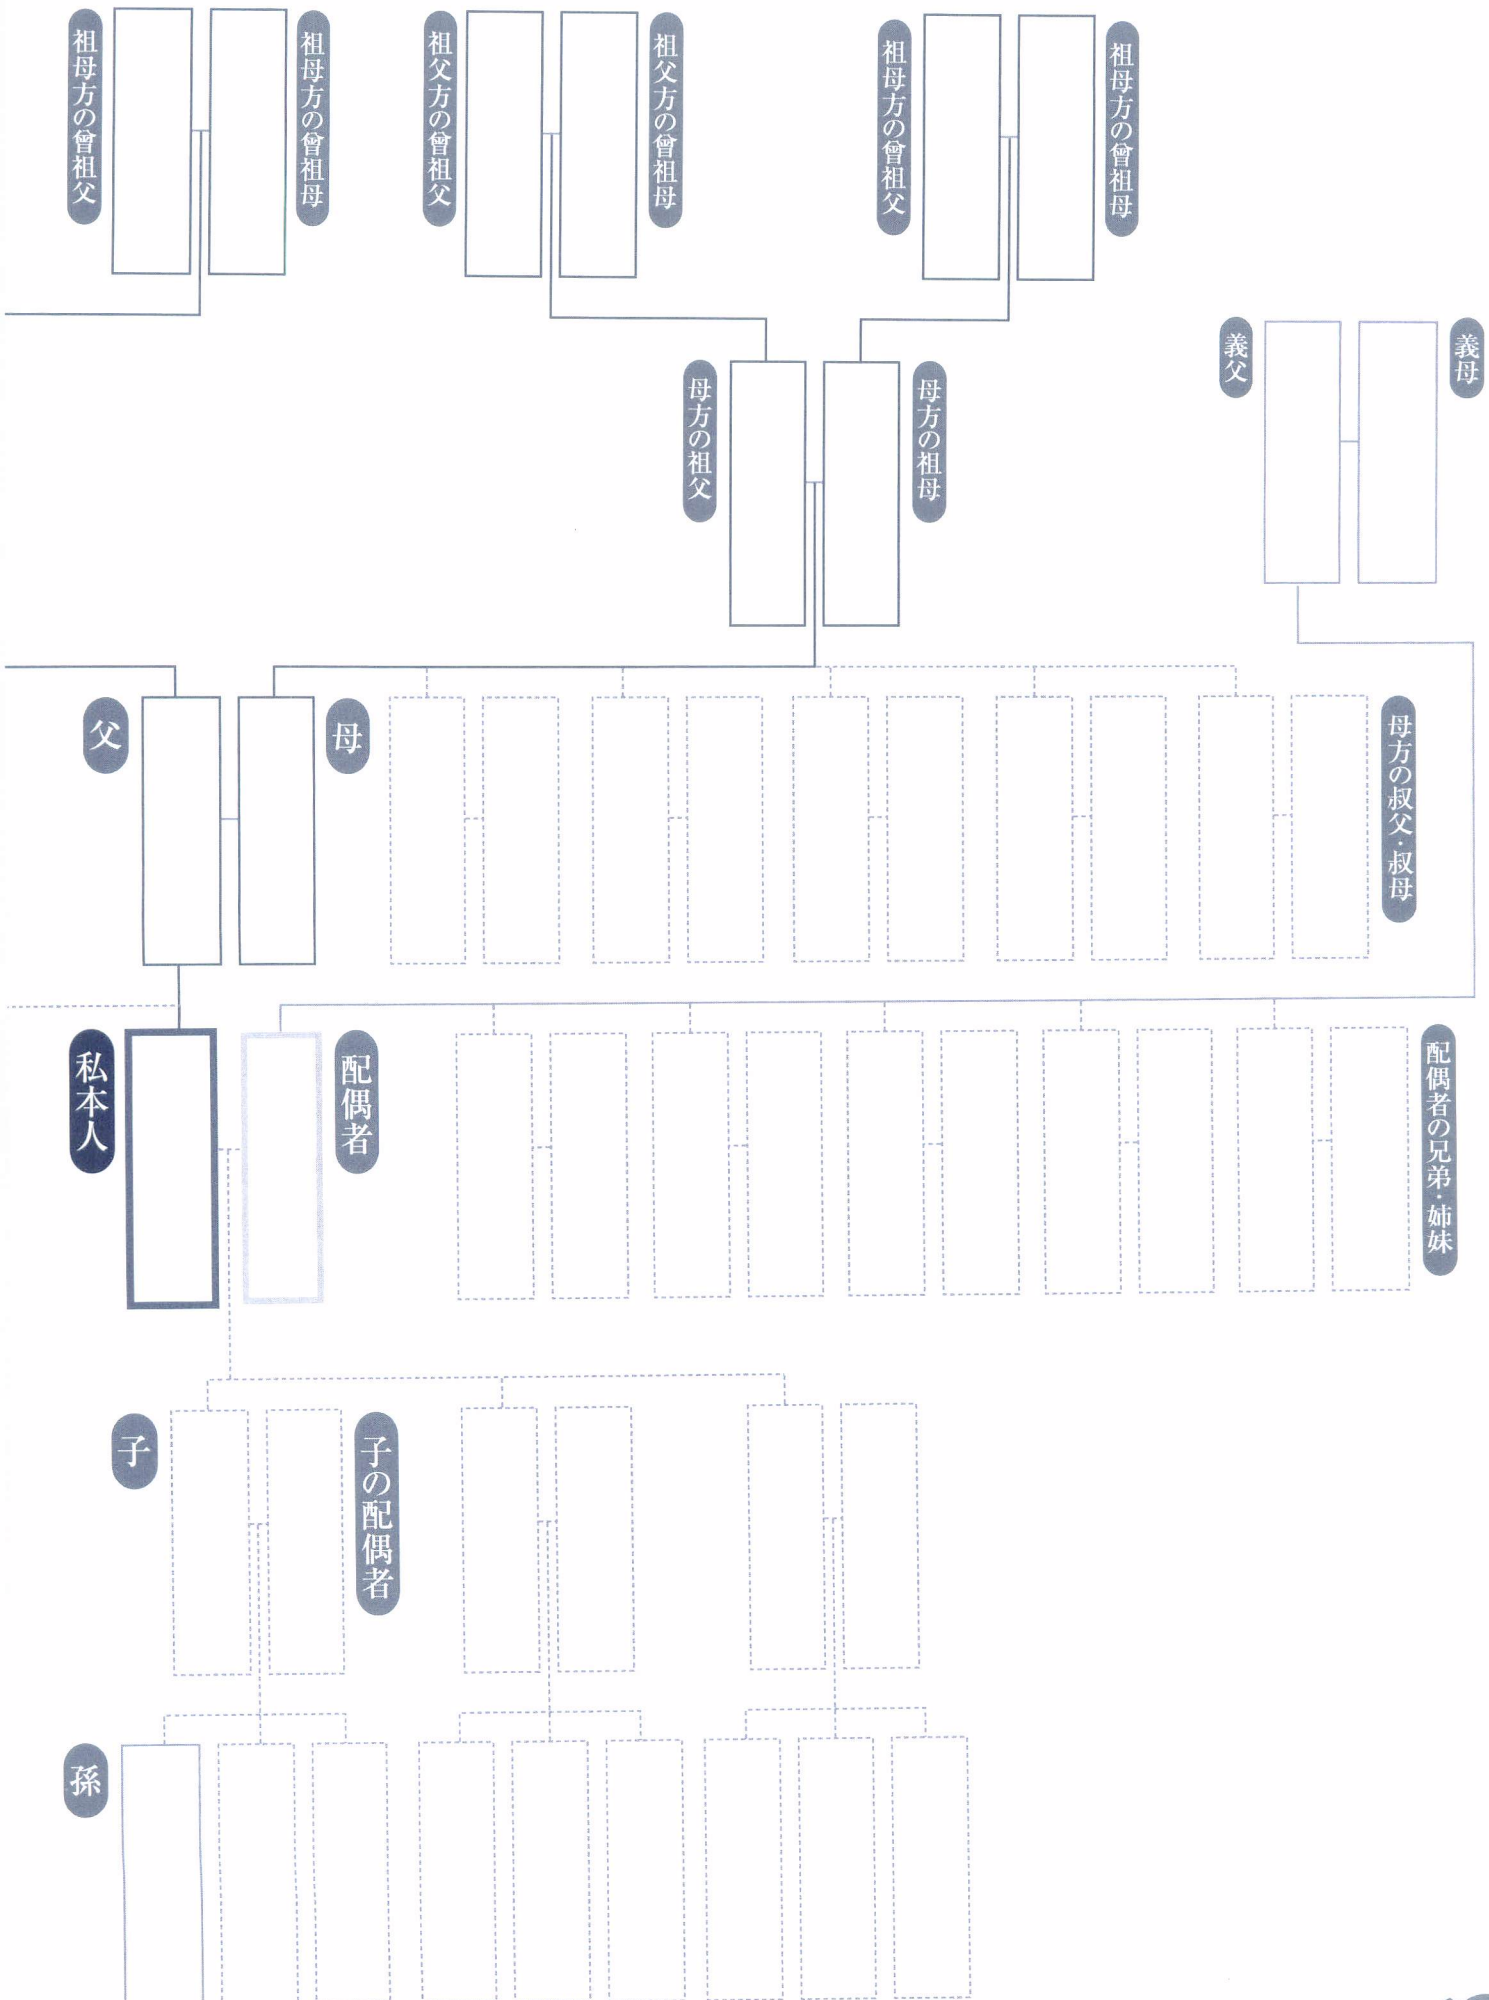 祖母方の曾祖父
祖母方の曾祖母
祖父方の曾祖父
祖父方の曾祖母
祖母方の曾祖父
祖母方の曾祖母
義父
義母
母方の祖父
母方の祖母
父
母
母方の叔父・叔母
私本人
配偶者
配偶者の兄弟・姉妹
子
子の配偶者
孫